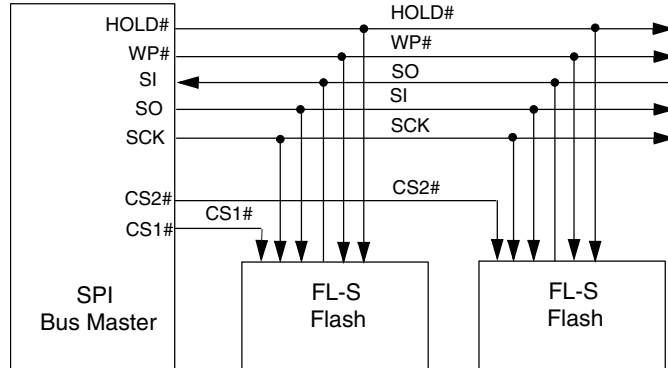 HOLD#
HOLD#
WP#
WP#
SI
SO
SO
SI
SCK
SCK
CS2#
CS2#
CS1#
CS1#
SPI
Bus Master
FL-S
Flash
FL-S
Flash